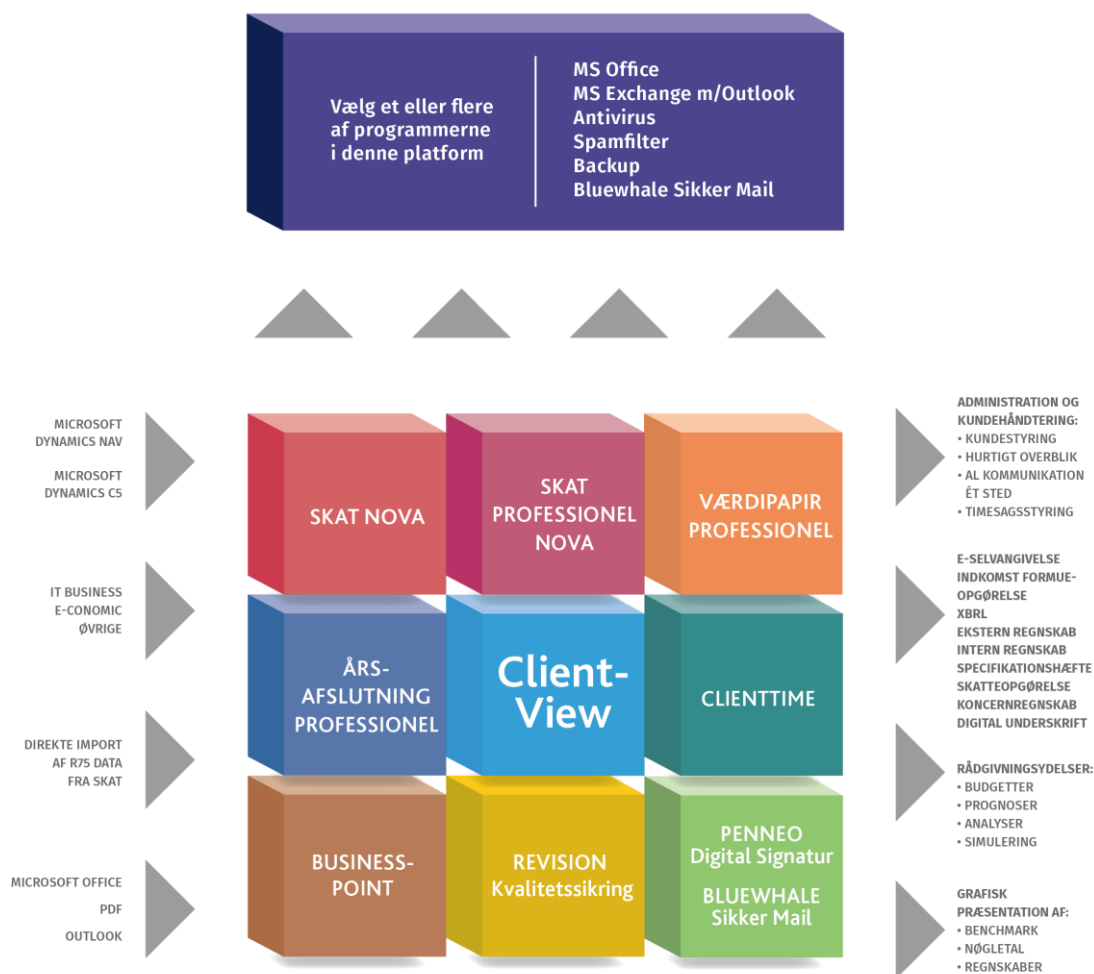 Vælg et eller flere
af programmerne
i denne platform
MS Office
MS Exchange m/Outlook
Antivirus
Spamfilter
Backup
Bluewhale Sikker Mail
MICROSOFT
DYNAMICS NAV
MICROSOFT
DYNAMICS C5
IT BUSINESS
E-CONOMIC
ØVRIGE
DIREKTE IMPORT
AF R75 DATA
FRA SKAT
MICROSOFT OFFICE
PDF
OUTLOOK
SKAT NOVA
SKAT
PROFESSIONEL
NOVA
VÆRDIPAPIR
PROFESSIONEL
ÅRS-
AFSLUTNING
PROFESSIONEL
Client-
View
CLIENTTIME
BUSINESS-
POINT
REVISION
Kvalitetssikring
PENNEO
Digital Signatur
BLUEWHALE
Sikker Mail
ADMINISTRATION OG
KUNDEHÅNDTERING:
• KUNDESTYRING
• HURTIGT OVERBLIK
• AL KOMMUNIKATION
ÉT STED
• TIMESAGSSTYRING
E-SELVANGIVELSE
INDKOMST FORMUE-
OPGØRELSE
XBRL
EKSTERN REGNSKAB
INTERN REGNSKAB
SPECIFIKATIONSHÆFTE
SKATTEOPGØRELSE
KONCERNREGNSKAB
DIGITAL UNDERSKRIFT
RÅDGIVNINGSYDELSER:
• BUDGETTER
• PROGNOSER
• ANALYSER
• SIMULERING
GRAFISK
PRÆSENTATION AF:
• BENCHMARK
• NØGLETAL
• REGNSKABER